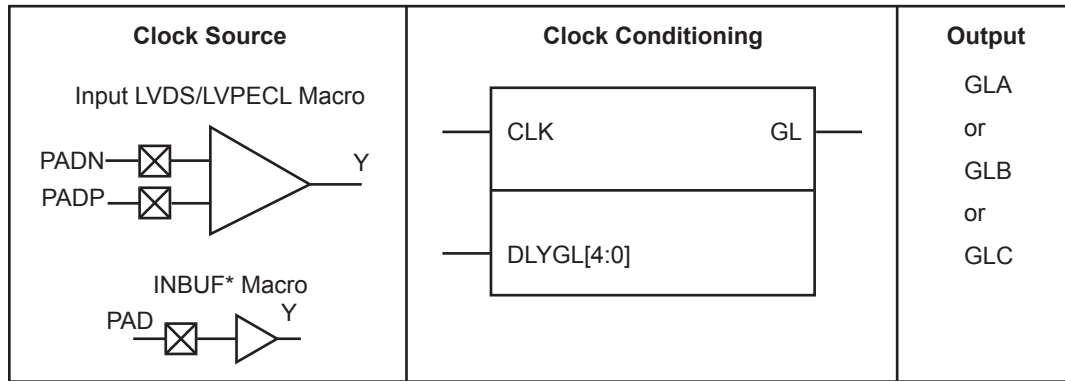 Clock Source
Input LVDS/LVPECL Macro
PADN
PADP
Y
INBUF* Macro
PAD
Y
Clock Conditioning
CLK
GL
DLYGL[4:0]
Output
GLA
or
GLB
or
GLC